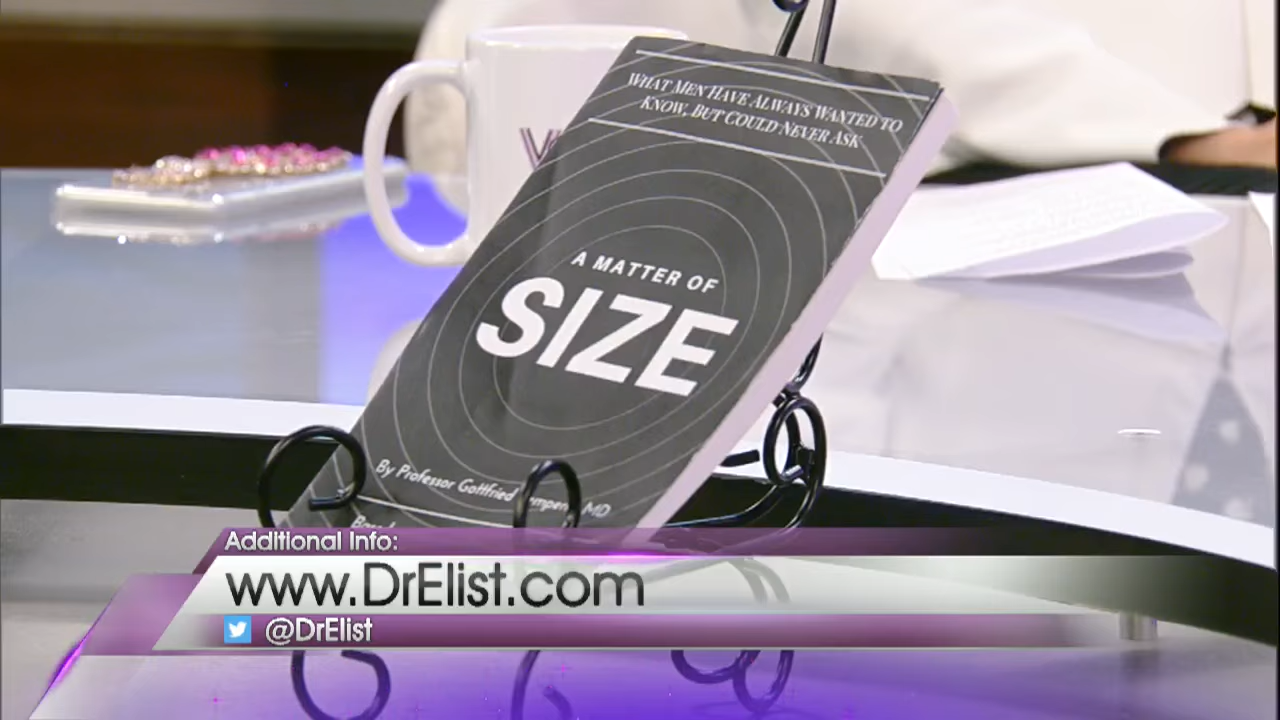 WHAT MEN HAVE ALWAYS WANTED TO
KNOW, BUT COULD NEVER ASK
A MATTER OF
SIZE
By Professor Gottfried MD
Additional Info:
www.DrElist.com
@DrElist